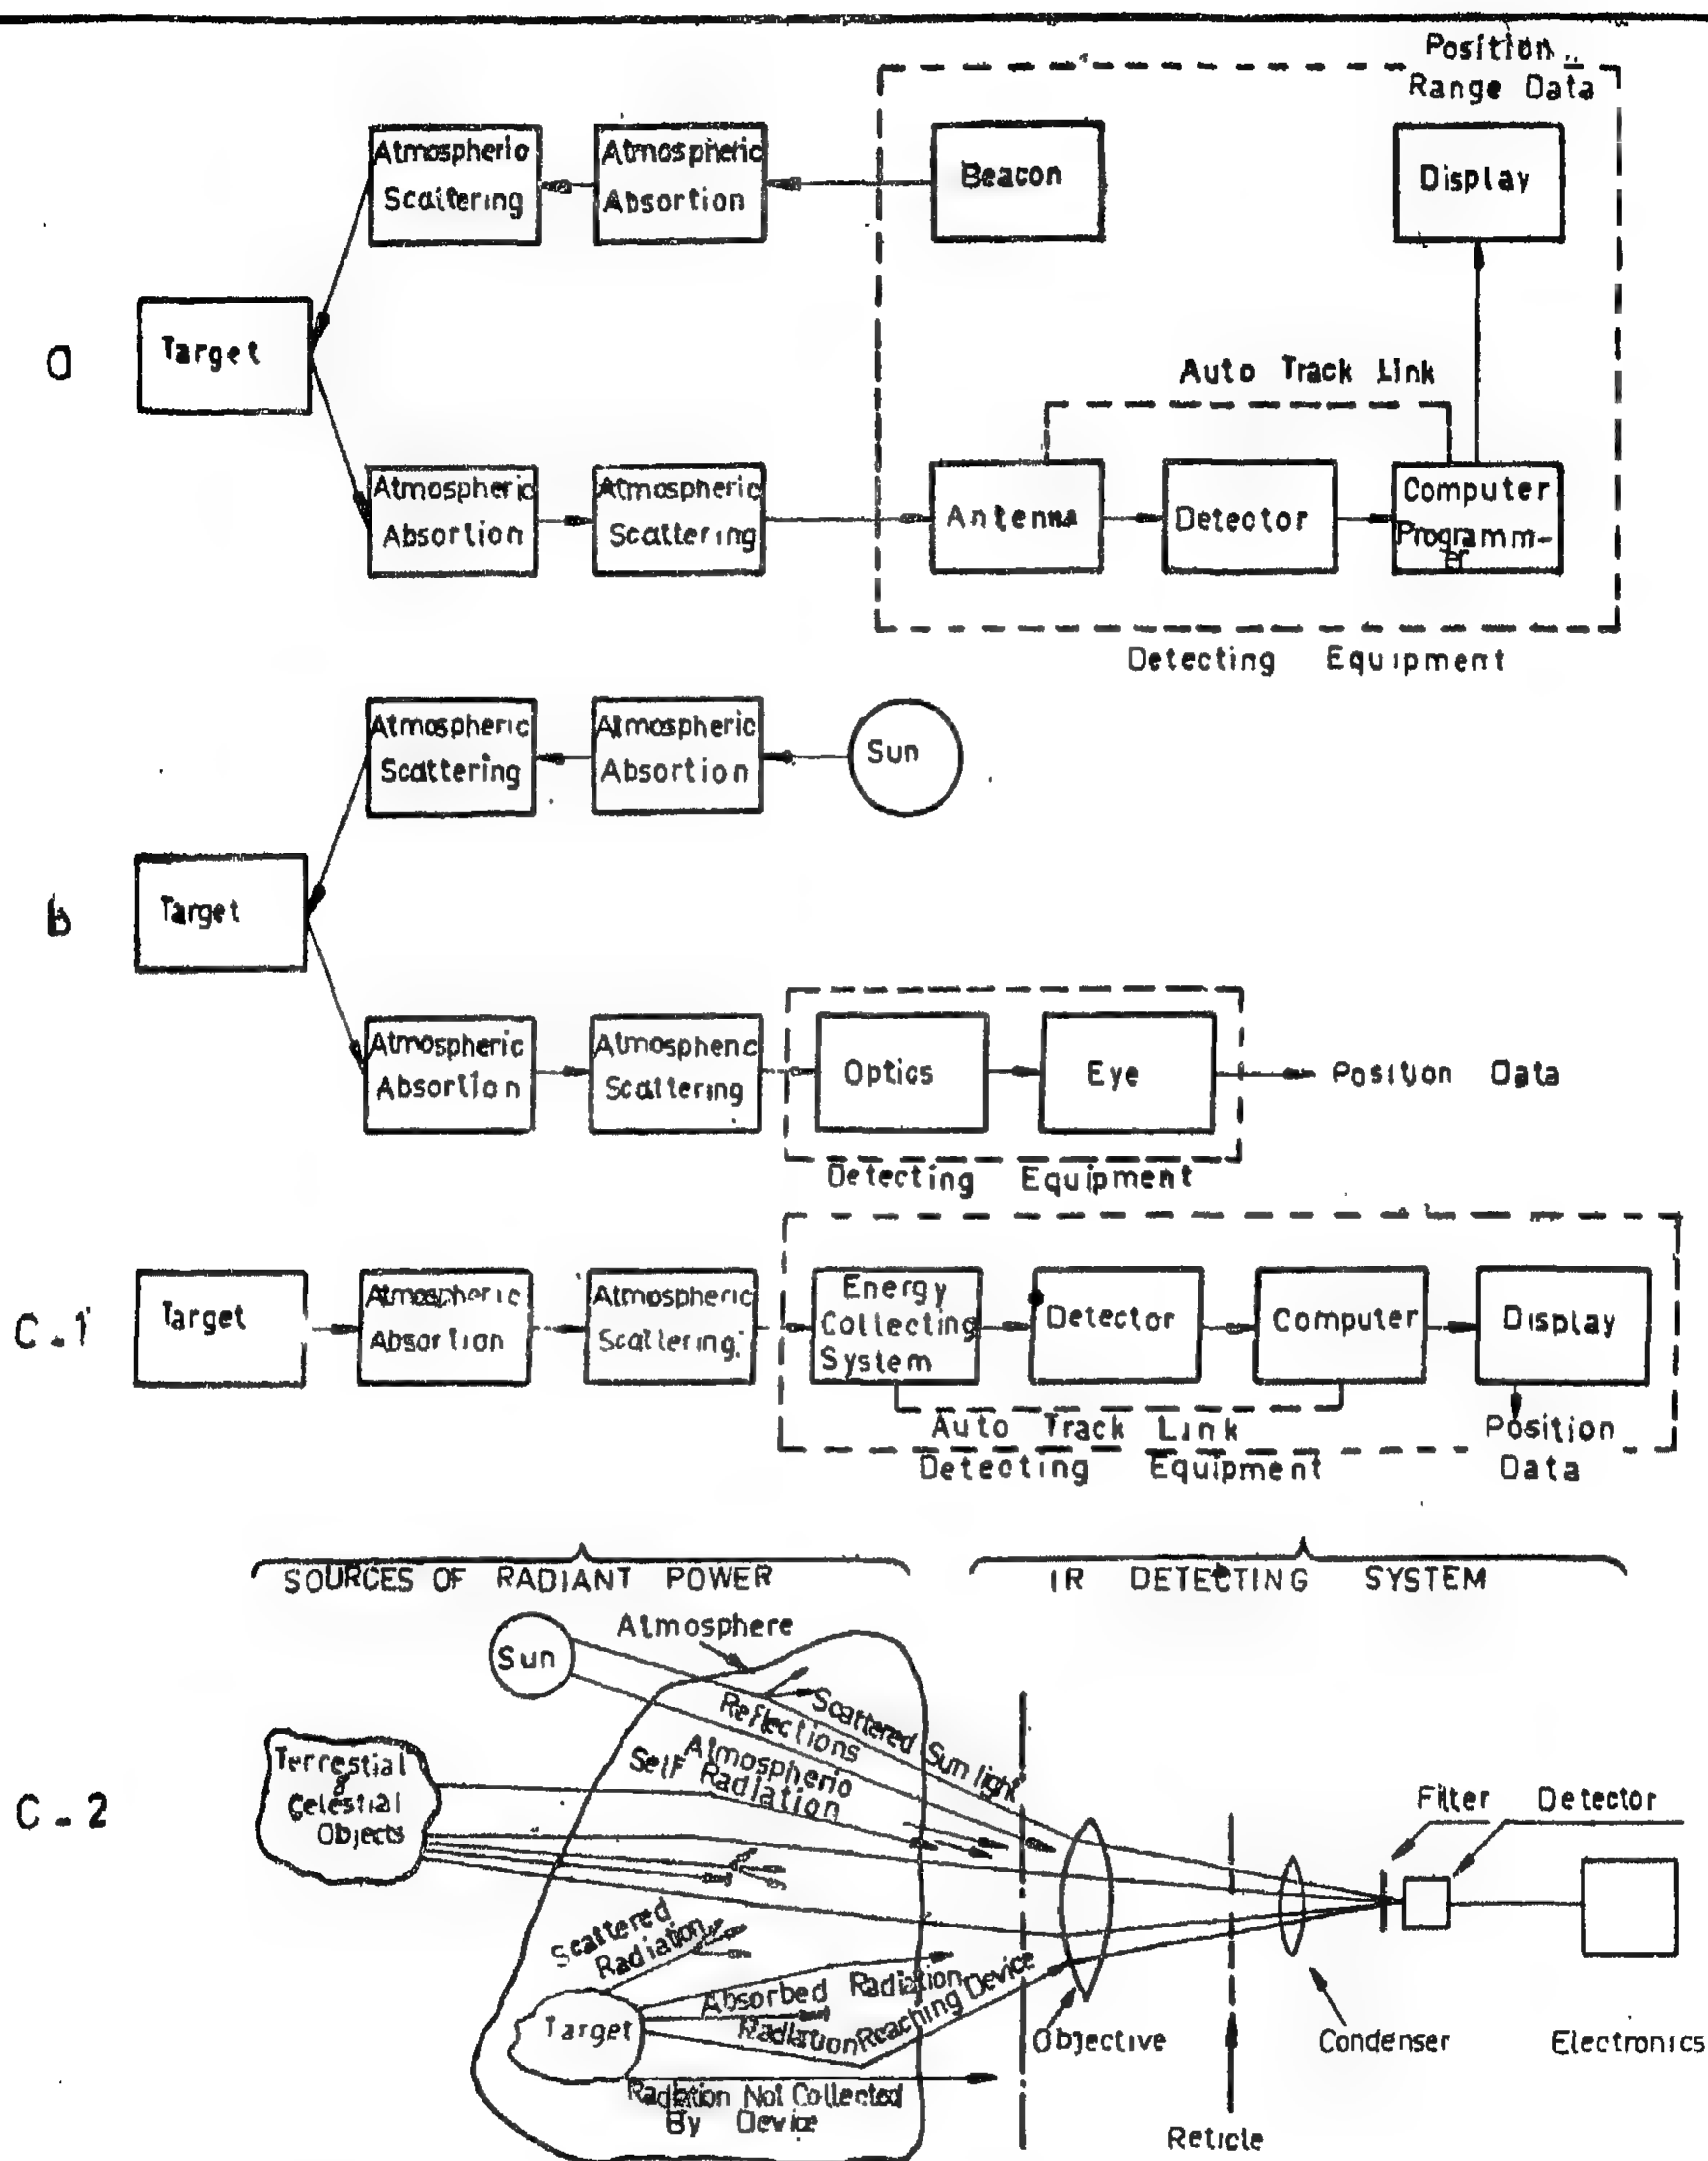 Position
Range Data
Atmospheric
Scattering
Atmospheric
Absortion
Beacon
Display
a
Target
Auto Track Link
Atmospheric
Absortion
Atmospheric
Scattering
Antenna
Detector
Computer
Programm-
er
Detecting Equipment
Atmospheric
Scattering
Atmospheric
Absortion
Sun
b
Target
Atmospheric
Absortion
Atmospheric
Scattering
Optics
Eye
Position Data
Detecting Equipment
C-1
Target
Atmospheric
Absortion
Atmospheric
Scattering
Energy
Collecting
System
Detector
Computer
Display
Auto Track Link
Position
Data
Detecting Equipment
SOURCES OF RADIANT POWER
IR DETECTING SYSTEM
C-2
Sun
Atmosphere
Reflections
Scattered Sun light
Atmospheric
Self Radiation
Terrestial
&
Celestial
Objects
Filter
Detector
Scattered
Radiation
Absorbed Radiation
Radiation Reaching Device
Target
Radiation Not Collected
By Device
Objective
Condenser
Electronics
Reticle